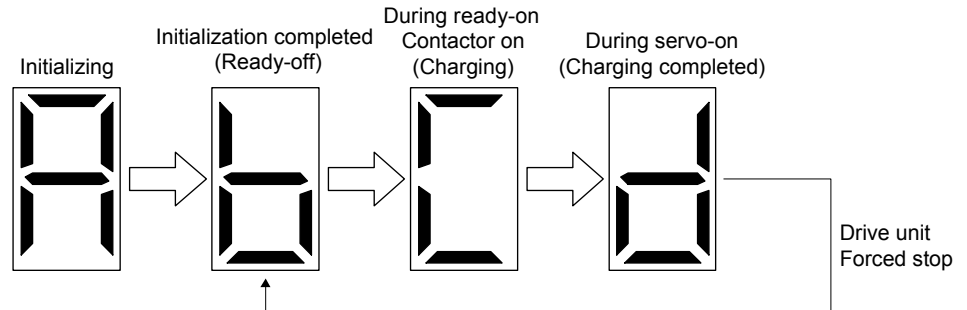 Initializing
Initialization completed
(Ready-off)
During ready-on
Contactor on
(Charging)
During servo-on
(Charging completed)
A
b
C
d
Drive unit
Forced stop